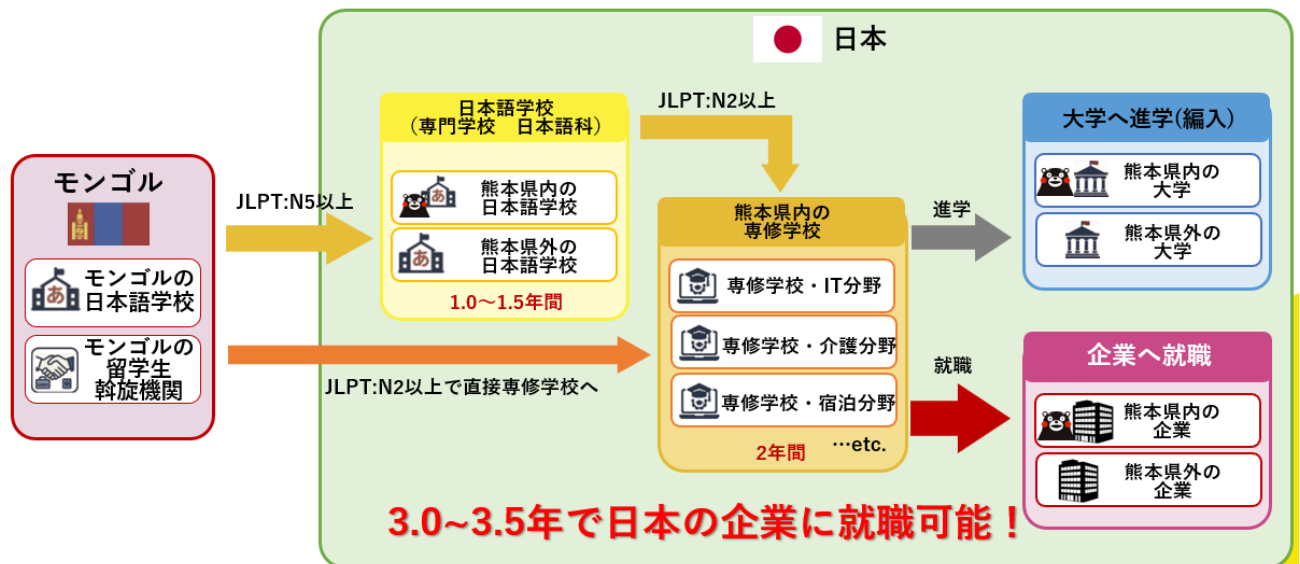 日本
モンゴル
モンゴルの
日本語学校
モンゴルの
留学生
斡旋機関
JLPT:N5以上
日本語学校
(専門学校　日本語科)
あ
熊本県内の
日本語学校
あ
熊本県外の
日本語学校
1.0～1.5年間
JLPT:N2以上
JLPT:N2以上で直接専修学校へ
あ
熊本県内の
専修学校
専修学校・IT分野
専修学校・介護分野
専修学校・宿泊分野
2年間
…etc.
進学
就職
大学へ進学(編入)
熊本県内の
大学
熊本県外の
大学
企業へ就職
熊本県内の
企業
熊本県外の
企業
3.0~3.5年で日本の企業に就職可能！